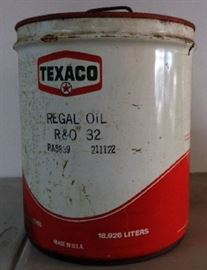 TEXACO
REGAL OIL
R&O 32
211122
18.926 LITERS
MADE IN U.S.A.